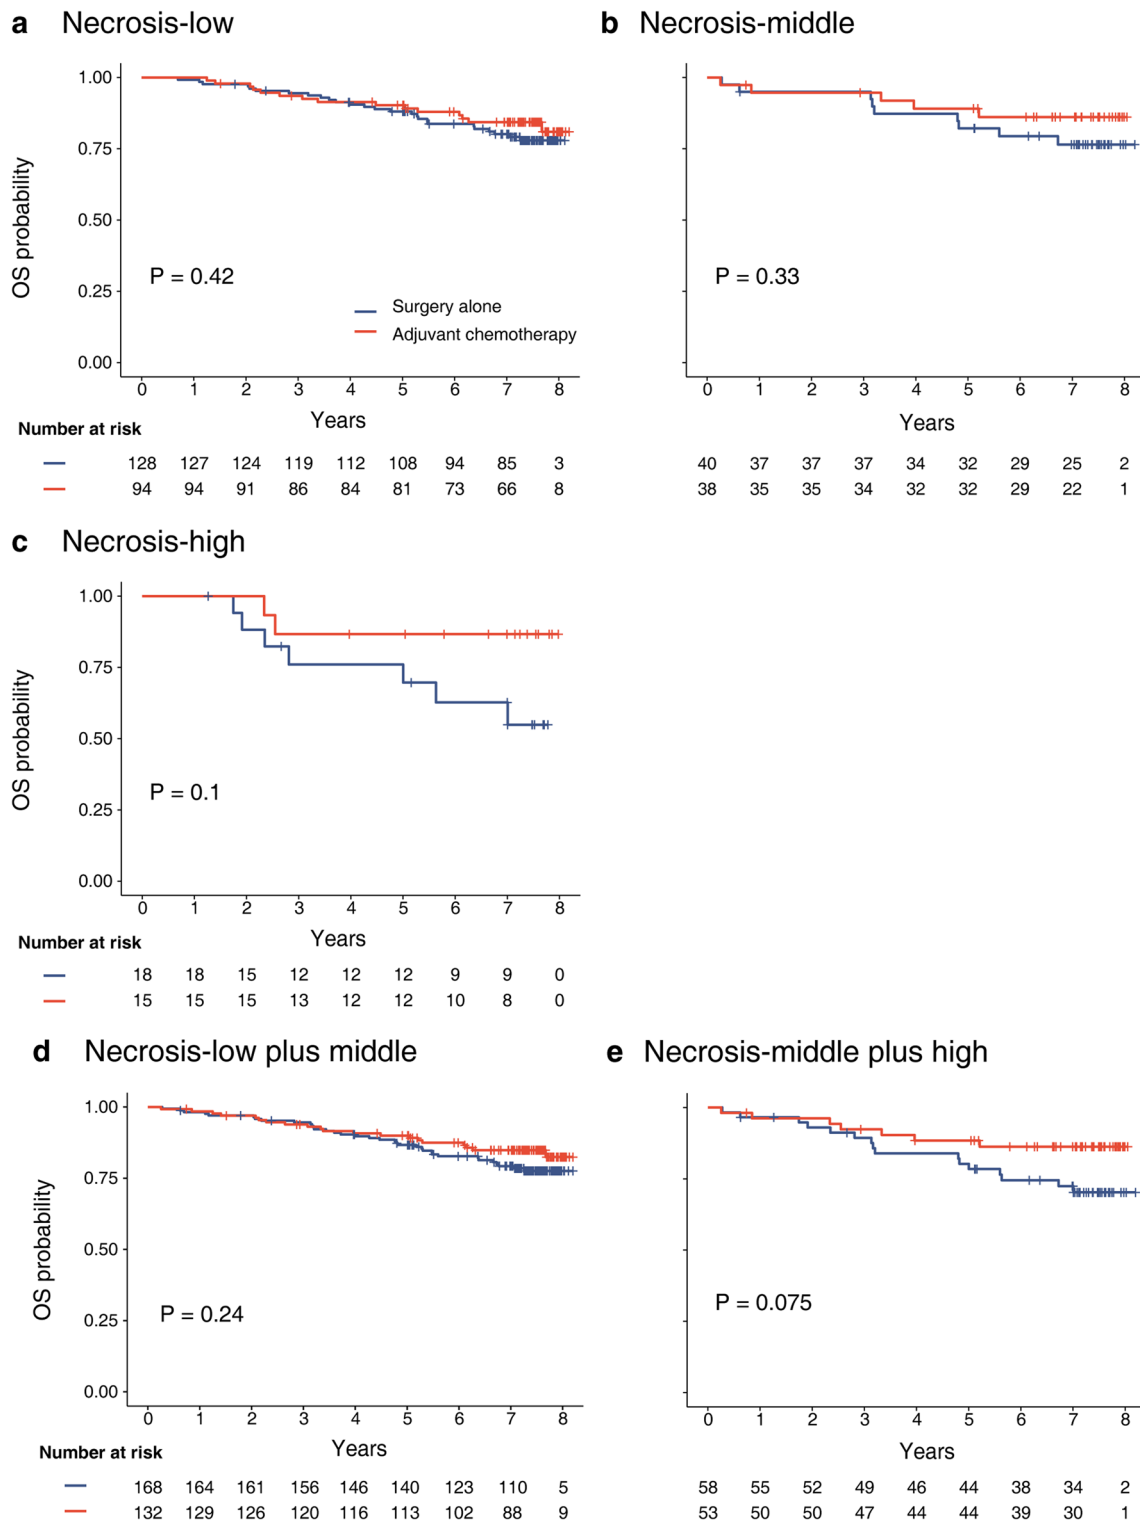 a Necrosis-low
1.00
0.75
0.50
0.25
0.00
OS probability
P = 0.42
Surgery alone
Adjuvant chemotherapy
0 1 2 3 4 5 6 7 8
Years
Number at risk
128 127 124 119 112 108 94 85 3
94 94 91 86 84 81 73 66 8
b Necrosis-middle
P = 0.33
0 1 2 3 4 5 6 7 8
Years
40 37 37 37 34 32 29 25 2
38 35 35 34 32 32 29 22 1
c Necrosis-high
1.00
0.75
0.50
0.25
0.00
OS probability
P = 0.1
0 1 2 3 4 5 6 7 8
Years
Number at risk
18 18 15 12 12 12 9 9 0
15 15 15 13 12 12 10 8 0
d Necrosis-low plus middle
1.00
0.75
0.50
0.25
0.00
OS probability
P = 0.24
0 1 2 3 4 5 6 7 8
Years
Number at risk
168 164 161 156 146 140 123 110 5
132 129 126 120 116 113 102 88 9
e Necrosis-middle plus high
P = 0.075
0 1 2 3 4 5 6 7 8
Years
58 55 52 49 46 44 38 34 2
53 50 50 47 44 44 39 30 1